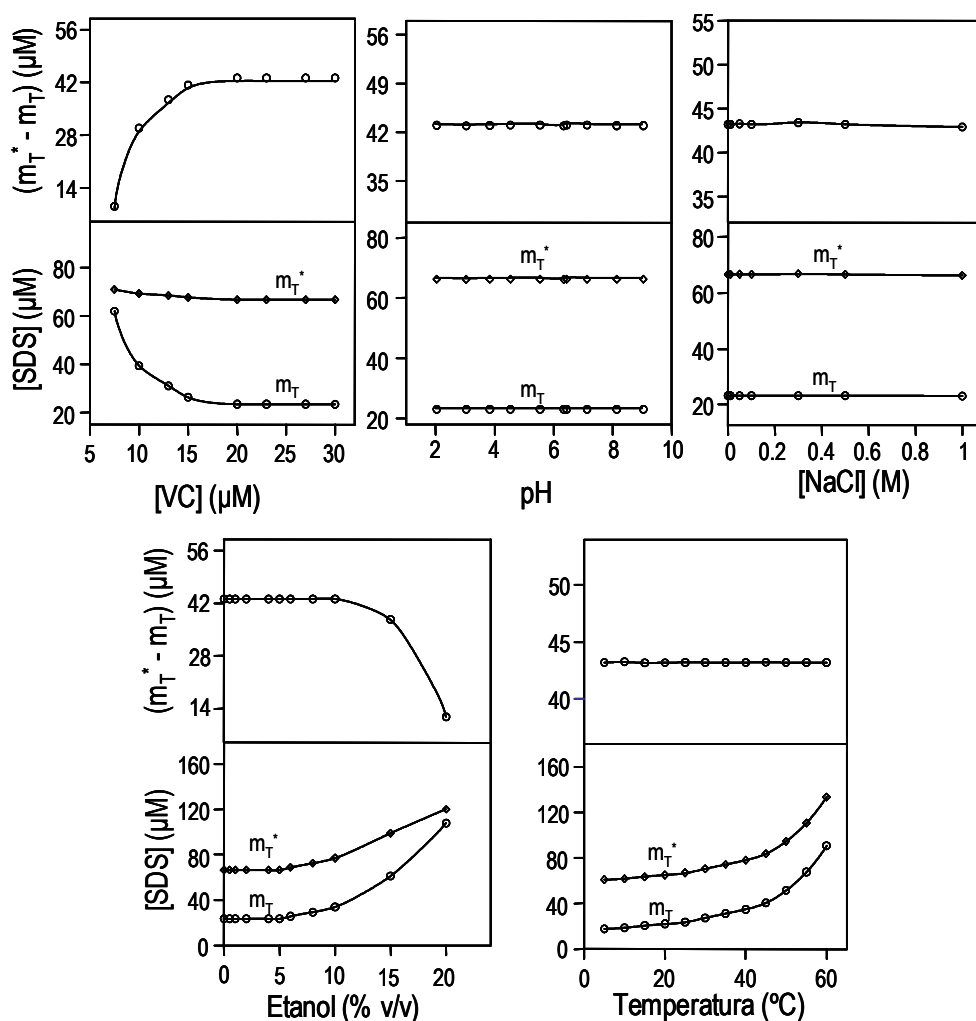 (m_T^* - m_T) (µM)
56
42
28
14
[SDS] (µM)
80
60
40
20
m_T^*
m_T
5 10 15 20 25 30
[VC] (µM)
56
49
42
35
80
60
40
20
m_T^*
m_T
0 2 4 6 8 10
pH
55
50
45
40
35
80
60
40
20
m_T^*
m_T
0 0.2 0.4 0.6 0.8 1
[NaCl] (M)
(m_T^* - m_T) (µM)
56
42
28
14
[SDS] (µM)
160
120
80
40
0
m_T^*
m_T
0 5 10 15 20
Etanol (% v/v)
50
45
40
160
120
80
40
0
m_T^*
m_T
0 20 40 60
Temperatura (ºC)